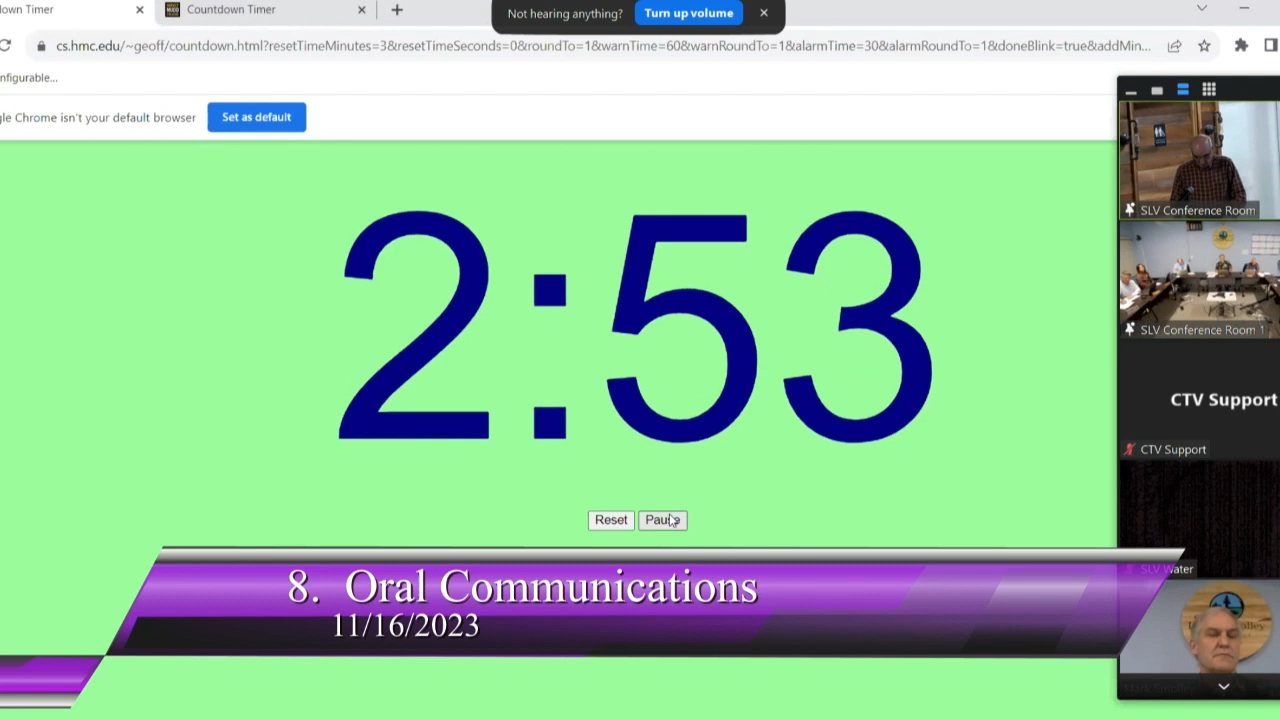 own Timer
Countdown Timer
Not hearing anything?
Turn up volume
cs.hmc.edu/~geoff/countdown.html?resetTimeMinutes=3&resetTimeSeconds=0&roundTo=1&warnTime=60&warnRoundTo=1&alarmTime=30&alarmRoundTo=1&doneBlink=true&addMin...
nfigurable...
gle Chrome isn't your default browser
Set as default
2:53
Reset
Pause
SLV Conference Room
SLV Conference Room 1
CTV Support
CTV Support
SLV Water
8. Oral Communications
11/16/2023